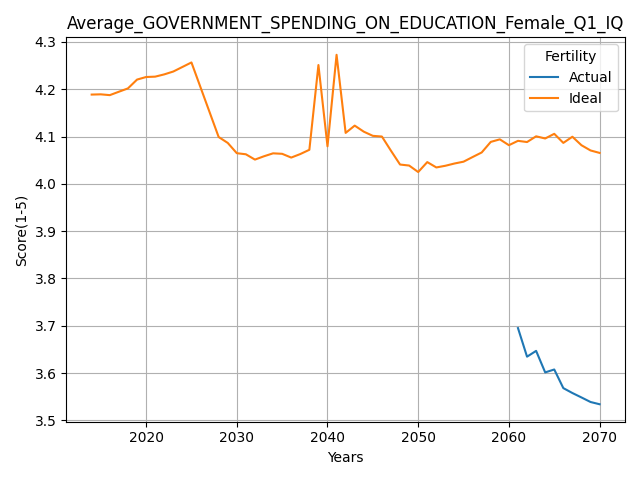 Average_GOVERNMENT_SPENDING_ON_EDUCATION_Female_Q1_IQ
Fertility
Actual
Ideal
Score(1-5)
4.3
4.2
4.1
4.0
3.9
3.8
3.7
3.6
3.5
2020 2030 2040 2050 2060 2070
Years